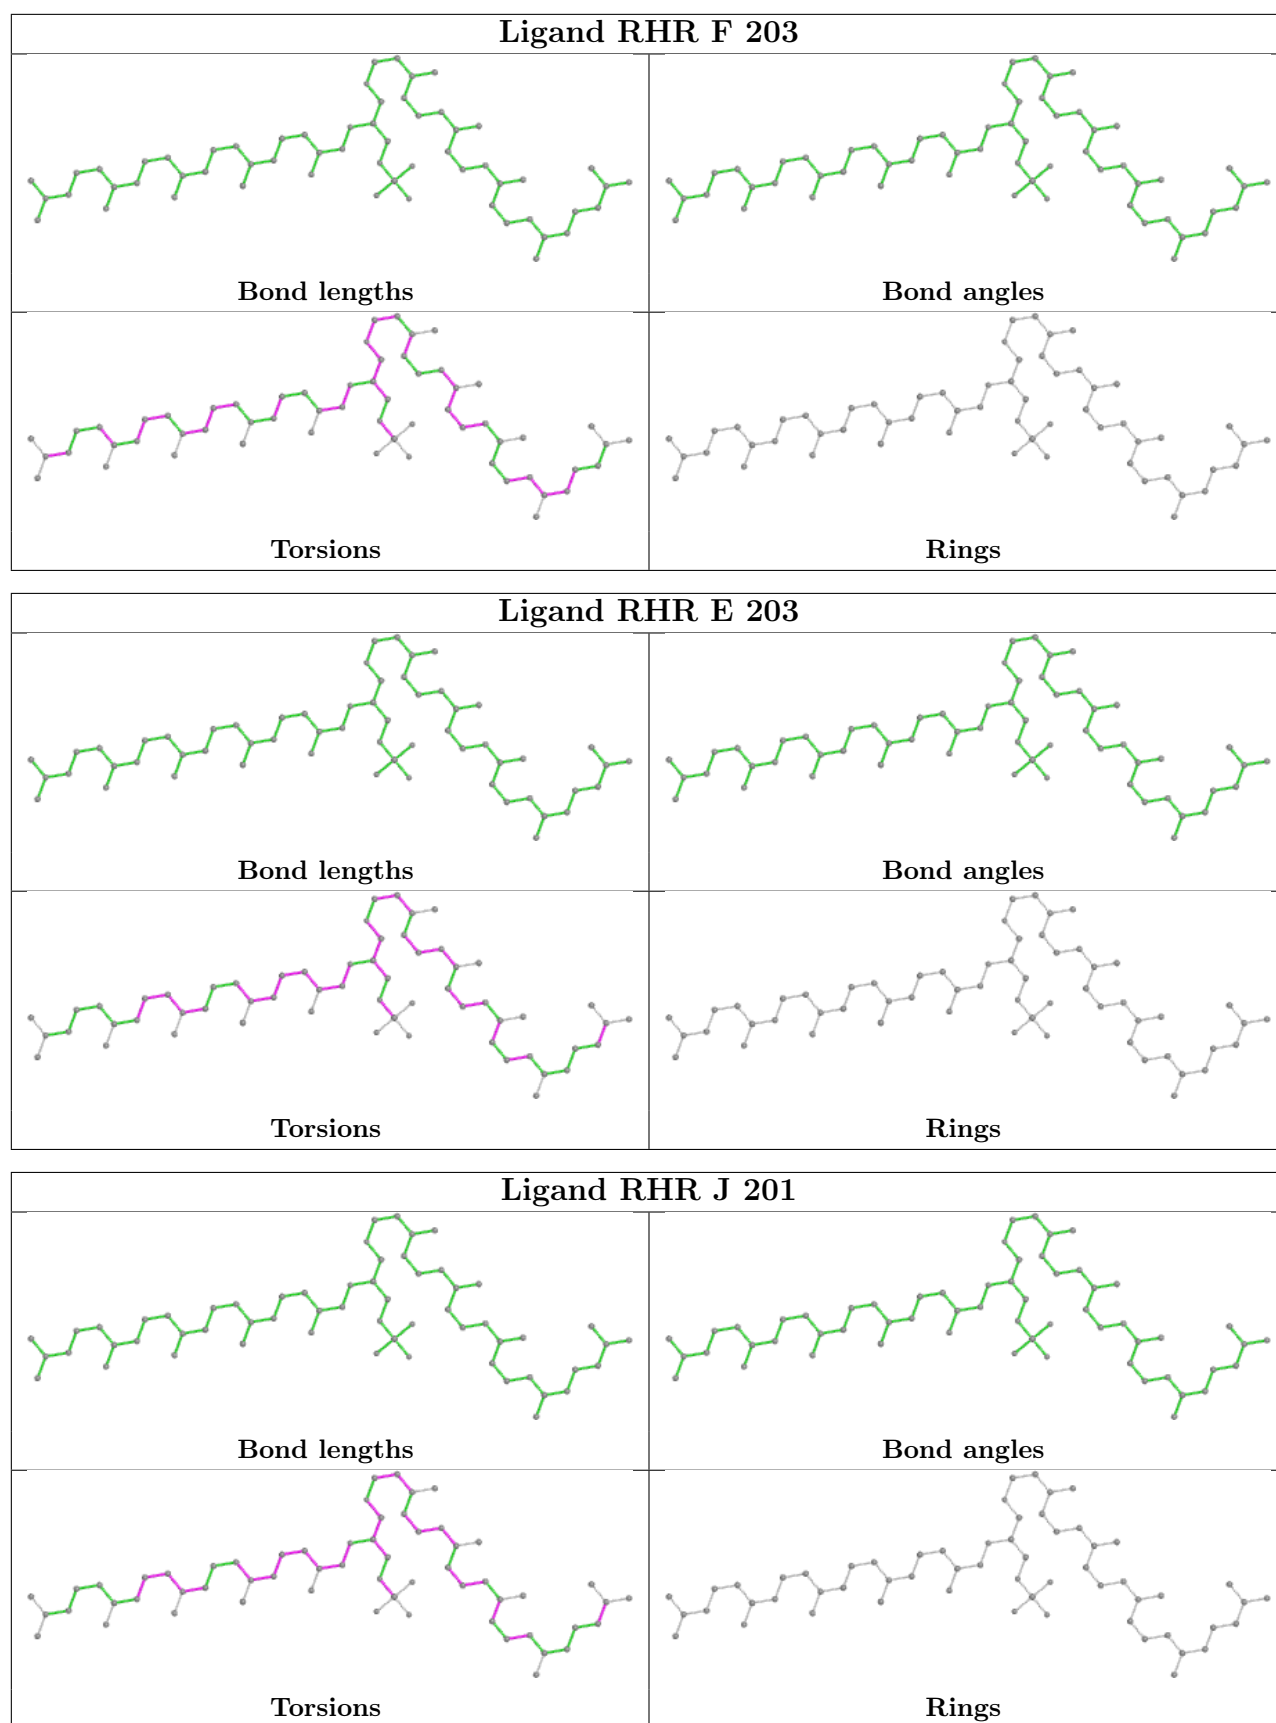 Ligand RHR F 203
Bond lengths
Bond angles
Torsions
Rings
Ligand RHR E 203
Bond lengths
Bond angles
Torsions
Rings
Ligand RHR J 201
Bond lengths
Bond angles
Torsions
Rings